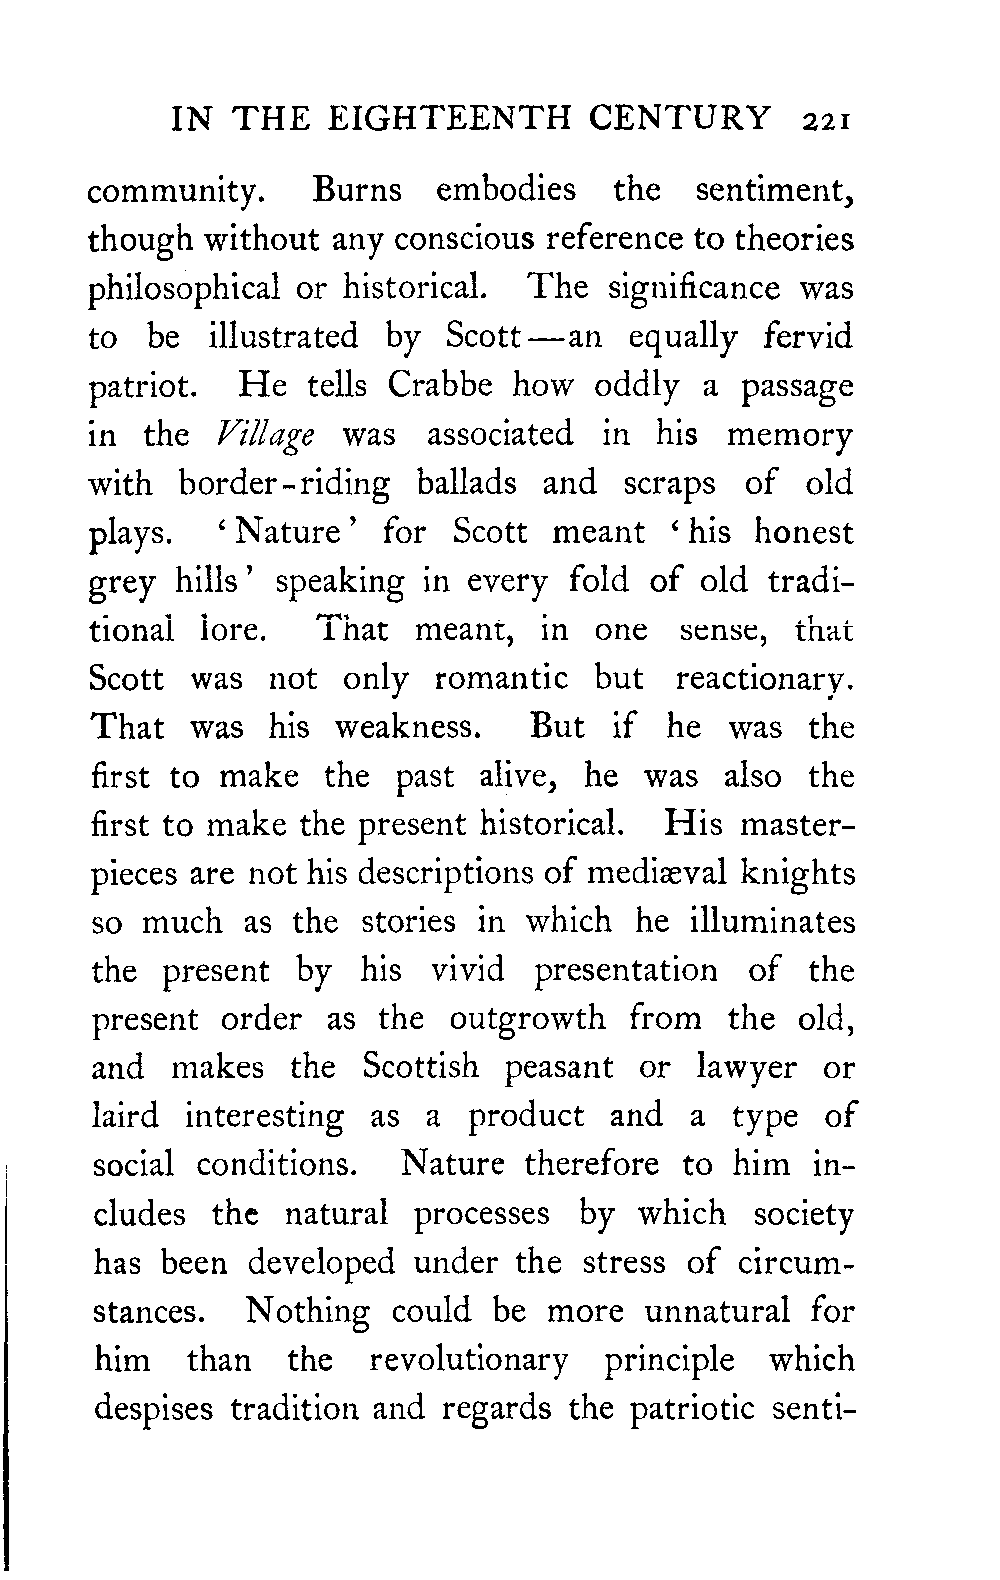 IN THE EIGHTEENTH CENTURY 221
community. Burns embodies the sentiment,
though without any conscious reference to theories
philosophical or historical. The significance was
to be illustrated by Scott—an equally fervid
patriot. He tells Crabbe how oddly a passage
in the Village was associated in his memory
with border-riding ballads and scraps of old
plays. ‘Nature’ for Scott meant ‘his honest
grey hills’ speaking in every fold of old tradi-
tional lore. That meant, in one sense, that
Scott was not only romantic but reactionary.
That was his weakness. But if he was the
first to make the past alive, he was also the
first to make the present historical. His master-
pieces are not his descriptions of mediæval knights
so much as the stories in which he illuminates
the present by his vivid presentation of the
present order as the outgrowth from the old,
and makes the Scottish peasant or lawyer or
laird interesting as a product and a type of
social conditions. Nature therefore to him in-
cludes the natural processes by which society
has been developed under the stress of circum-
stances. Nothing could be more unnatural for
him than the revolutionary principle which
despises tradition and regards the patriotic senti-